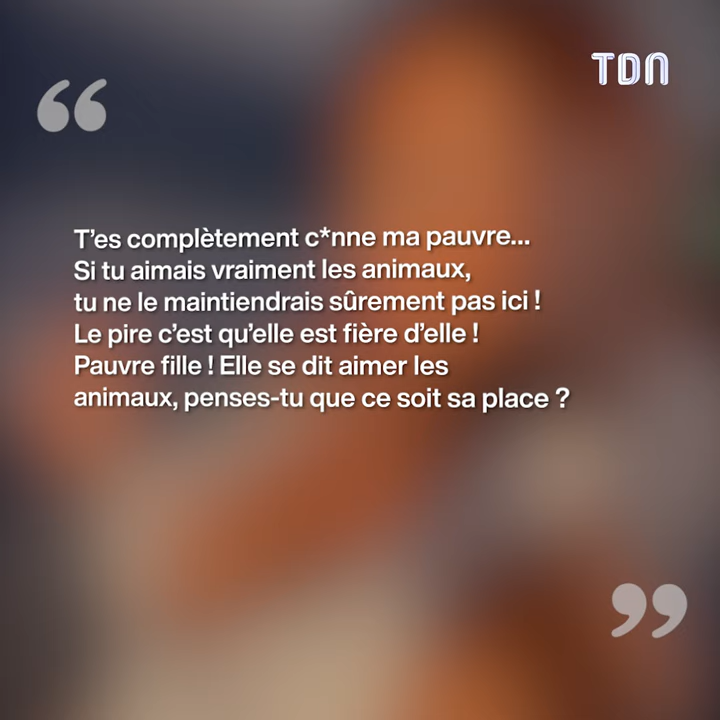 TDN
“
T’es complètement c*nne ma pauvre...
Si tu aimais vraiment les animaux,
tu ne le maintiendrais sûrement pas ici !
Le pire c’est qu’elle est fière d’elle !
Pauvre fille ! Elle se dit aimer les
animaux, penses-tu que ce soit sa place ?
”